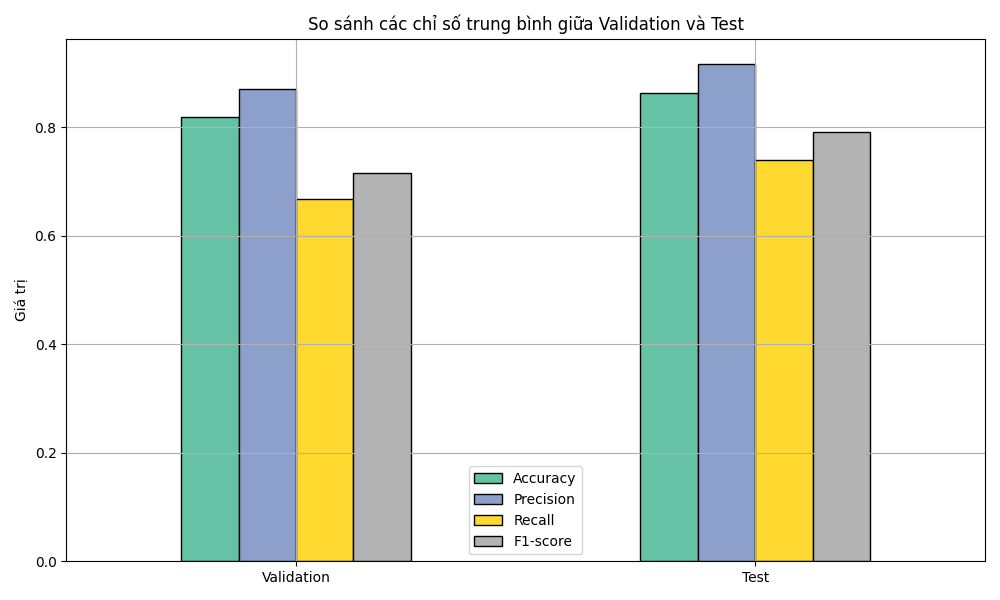 So sánh các chỉ số trung bình giữa Validation và Test
Giá trị
0.8
0.6
0.4
0.2
0.0
Accuracy
Precision
Recall
F1-score
Validation
Test